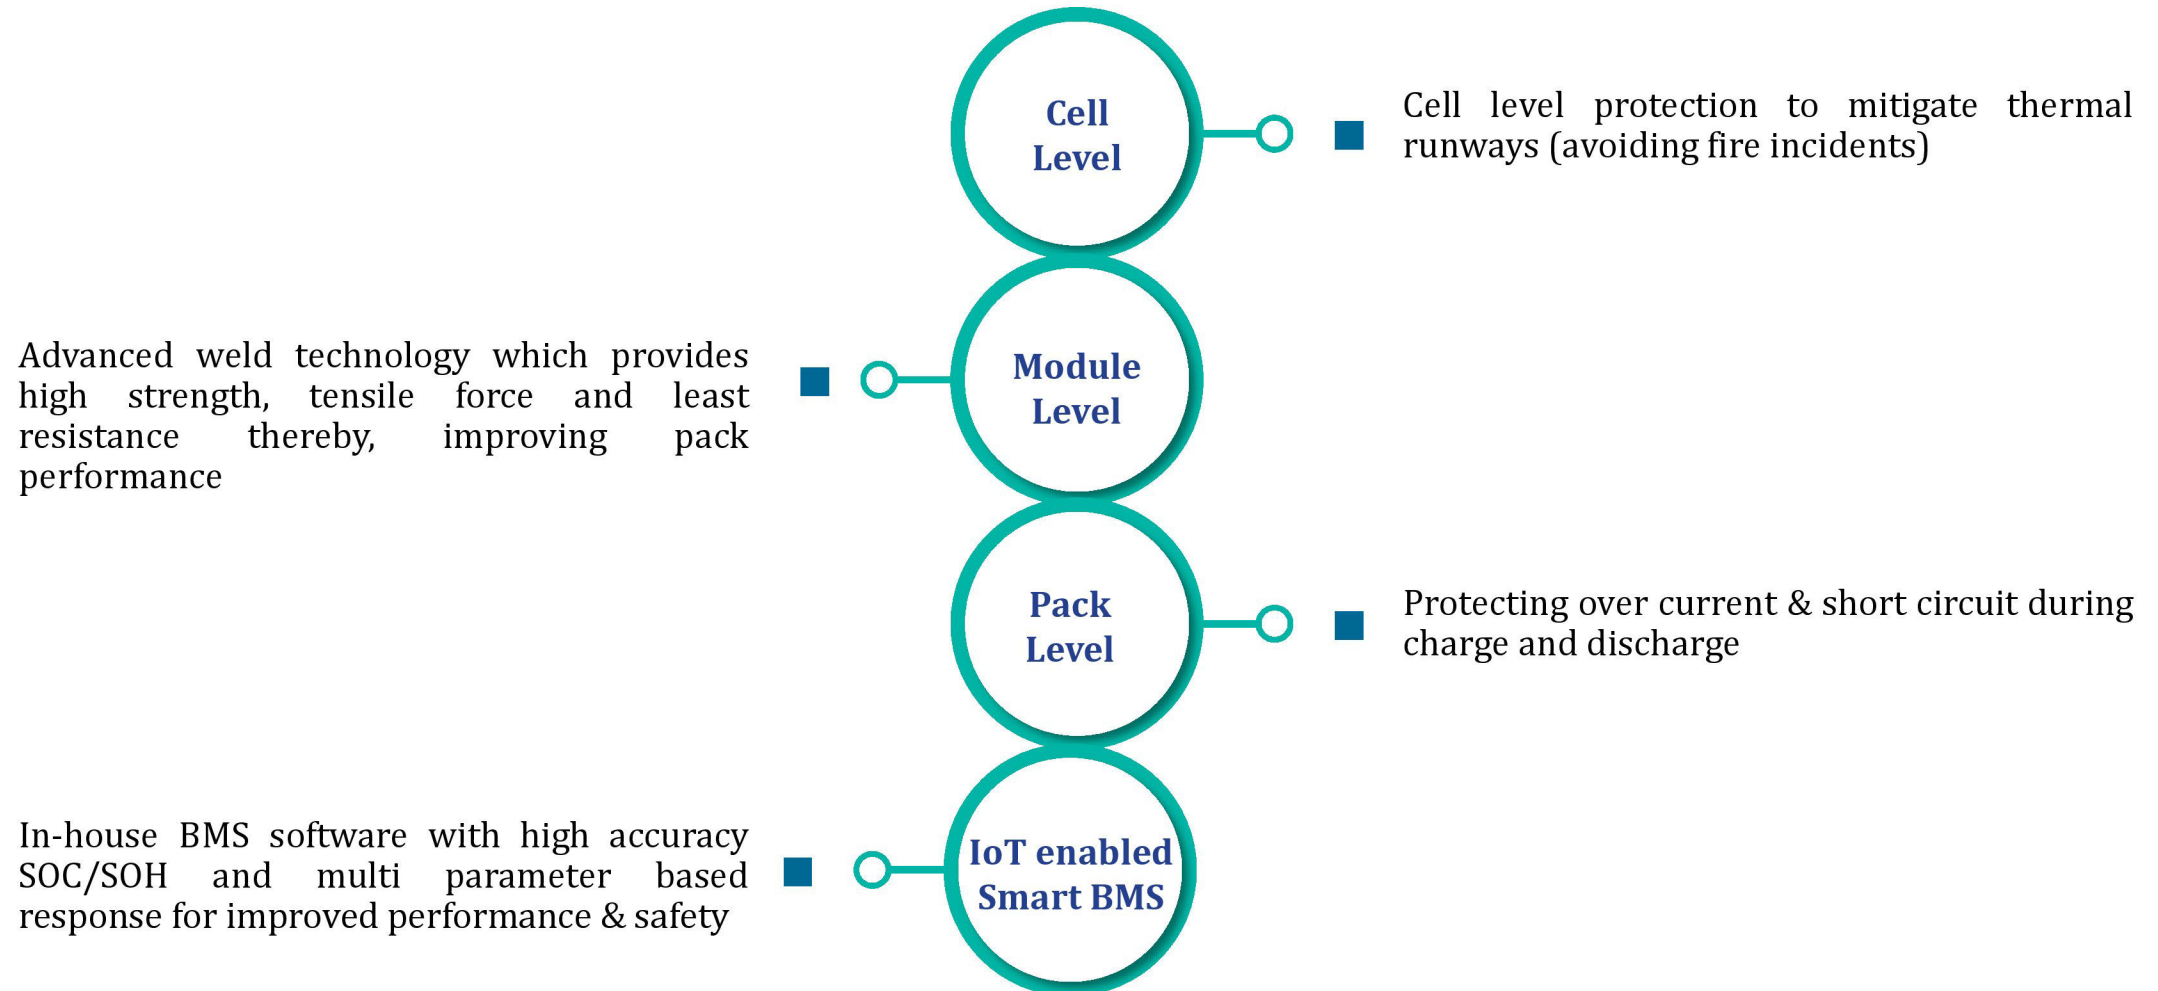 Cell
Level
Cell level protection to mitigate thermal
runways (avoiding fire incidents)
Module
Level
Advanced weld technology which provides
high strength, tensile force and least
resistance thereby, improving pack
performance
Pack
Level
Protecting over current & short circuit during
charge and discharge
IoT enabled
Smart BMS
In-house BMS software with high accuracy
SOC/SOH and multi parameter based
response for improved performance & safety